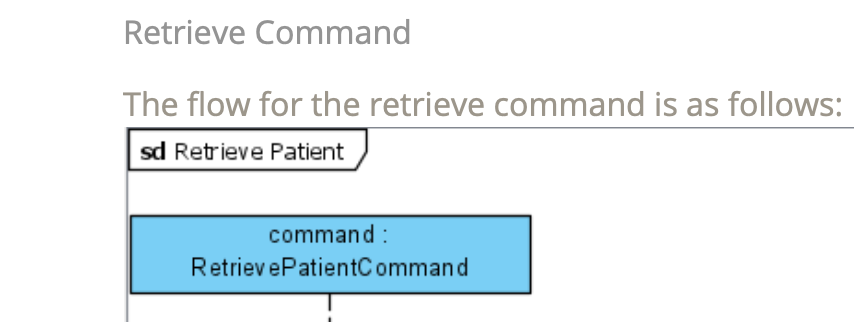 Retrieve Command
The flow for the retrieve command is as follows:
sd Retrieve Patient
command :
RetrievePatientCommand